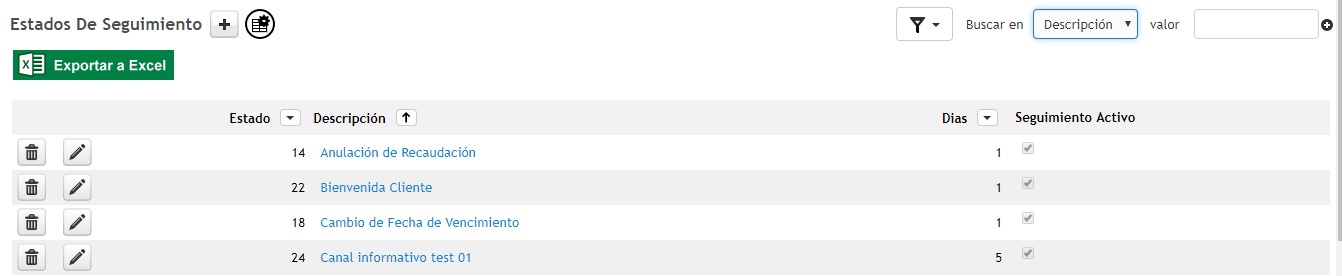 Estados De Seguimiento
Buscar en Descripción valor
Exportar a Excel
Estado Descripción Dias Seguimiento Activo
14 Anulación de Recaudación 1
22 Bienvenida Cliente 1
18 Cambio de Fecha de Vencimiento 1
24 Canal informativo test 01 5